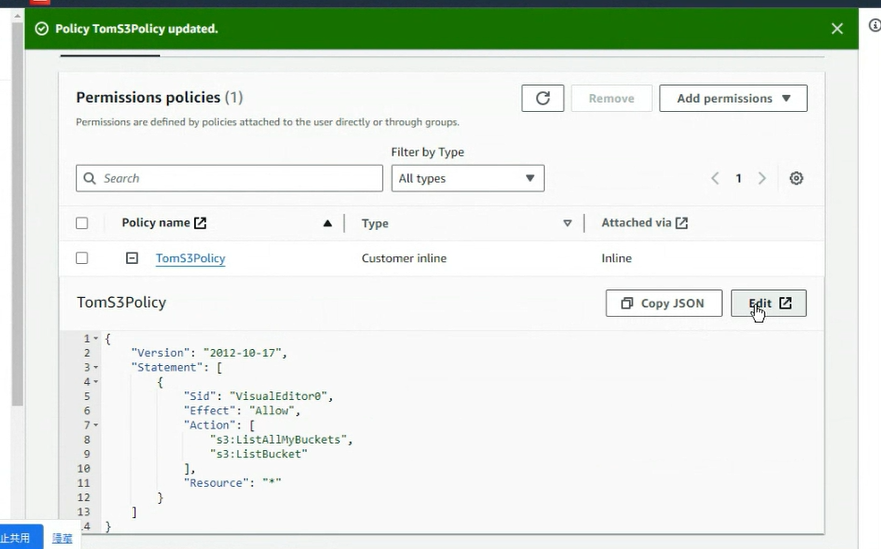 Policy TomS3Policy updated.
Permissions policies (1)
Remove
Add permissions
Permissions are defined by policies attached to the user directly or through groups.
Filter by Type
Search
All types
1
Policy name
Type
Attached via
TomS3Policy
Customer inline
Inline
TomS3Policy
Copy JSON
Edit
1 {
2 "Version": "2012-10-17",
3 "Statement": [
4 {
5 "Sid": "VisualEditor0",
6 "Effect": "Allow",
7 "Action": [
8 "s3:ListAllMyBuckets",
9 "s3:ListBucket"
10 ],
11 "Resource": "*"
12 }
13 ]
14 }
止共用
隱藏